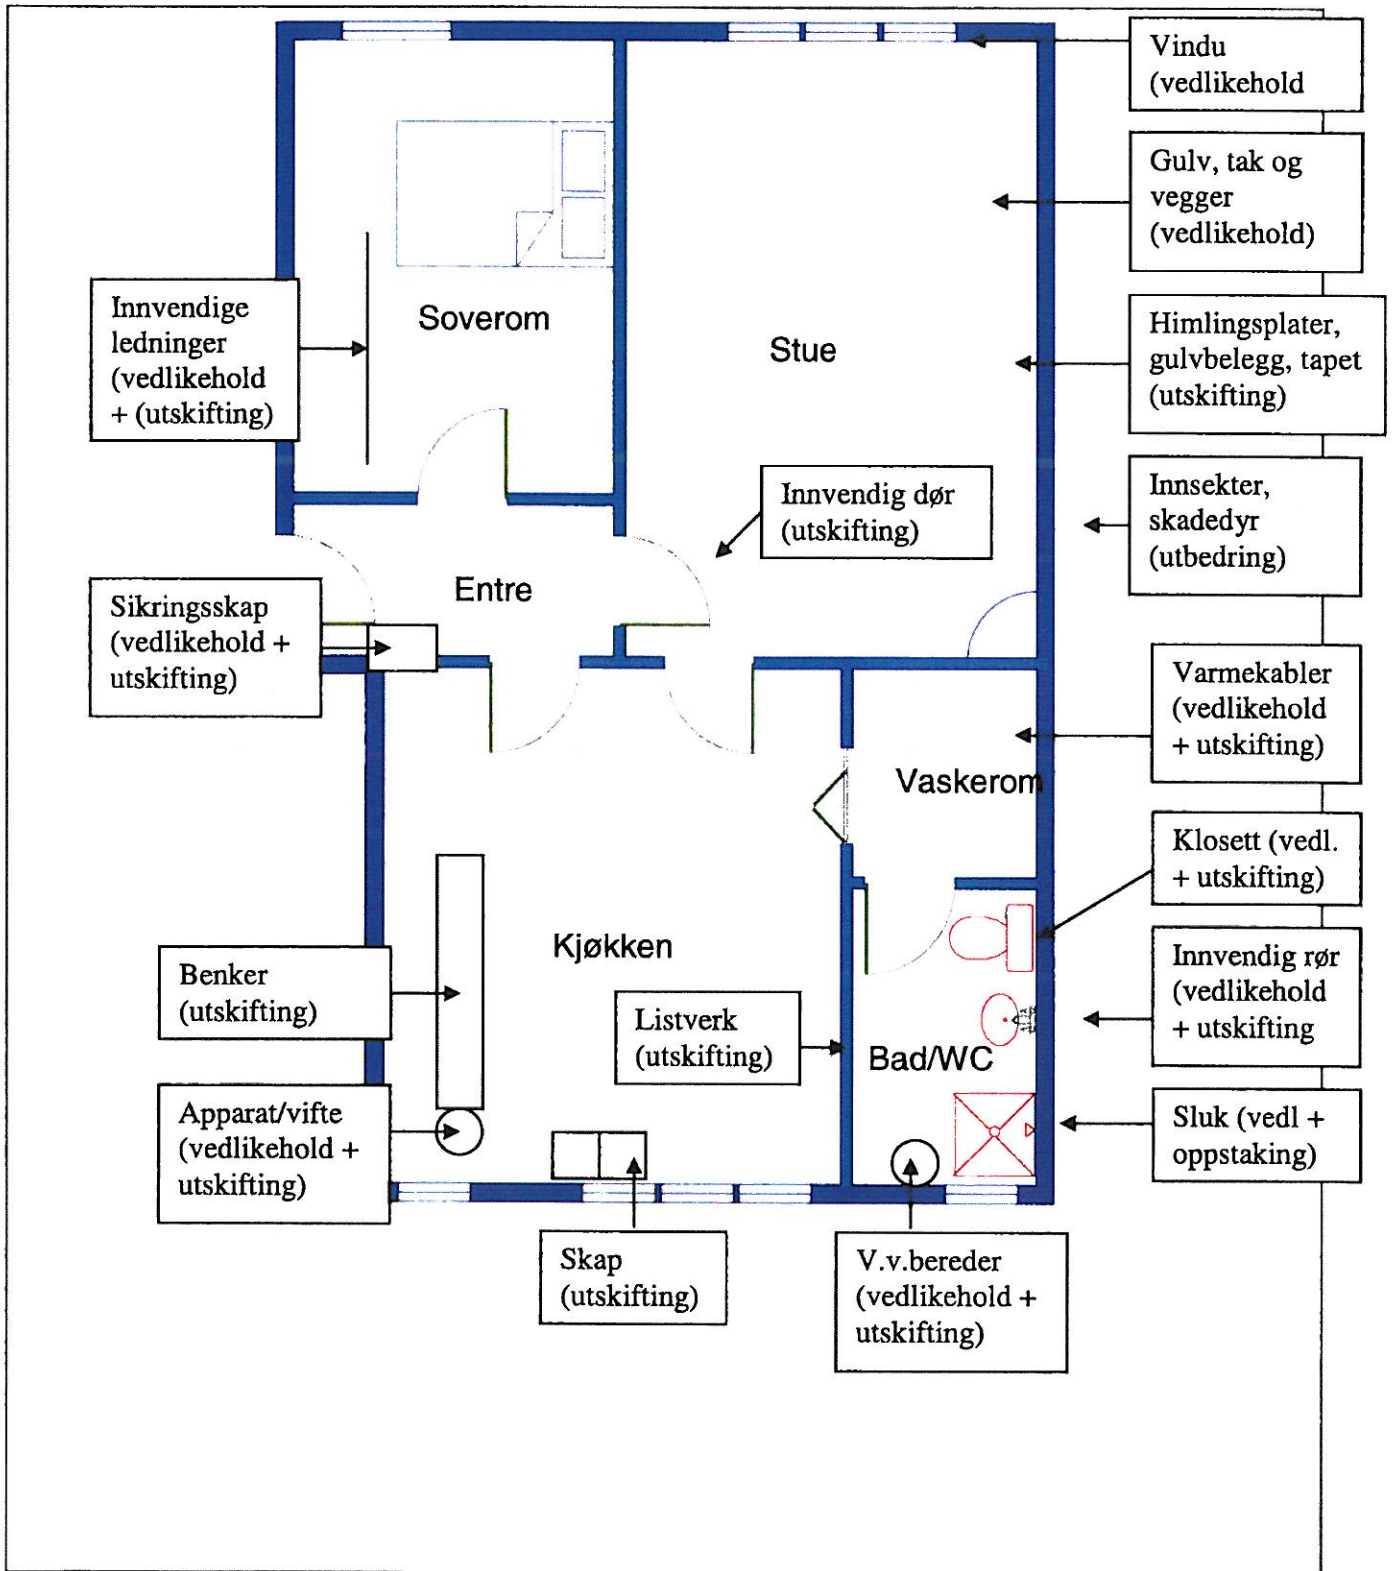 Vindu
(vedlikehold
Gulv, tak og
vegger
(vedlikehold)
Innvendige
ledninger
(vedlikehold
+ (utskifting)
Soverom
Stue
Himlingsplater,
gulvbelegg, tapet
(utskifting)
Innvendig dør
(utskifting)
Innsekter,
skadedyr
(utbedring)
Sikringsskap
(vedlikehold +
utskifting)
Entre
Varmekabler
(vedlikehold
+ utskifting)
Vaskerom
Klosett (vedl.
+ utskifting)
Benker
(utskifting)
Kjøkken
Listverk
(utskifting)
Bad/WC
Innvendig rør
(vedlikehold
+ utskifting
Apparat/vifte
(vedlikehold +
utskifting)
Sluk (vedl +
oppstaking)
Skap
(utskifting)
V.v.bereder
(vedlikehold +
utskifting)